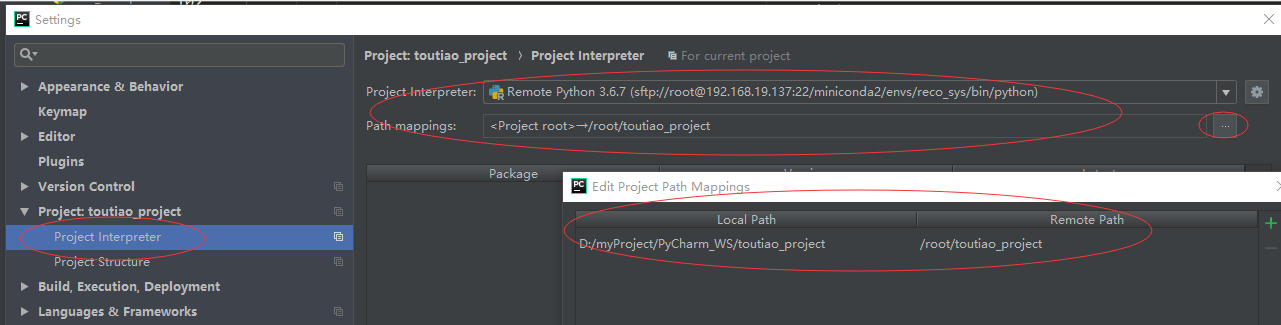 PC Settings
Project: toutiao_project > Project Interpreter For current project
Appearance & Behavior
Keymap
Editor
Plugins
Version Control
Project: toutiao_project
Project Interpreter
Project Structure
Build, Execution, Deployment
Languages & Frameworks
Project Interpreter: Remote Python 3.6.7 (sftp://root@192.168.19.137:22/miniconda2/envs/reco_sys/bin/python)
Path mappings: <Project root>→/root/toutiao_project ...
Package
PC Edit Project Path Mappings
Local Path Remote Path
D:/myProject/PyCharm_WS/toutiao_project /root/toutiao_project